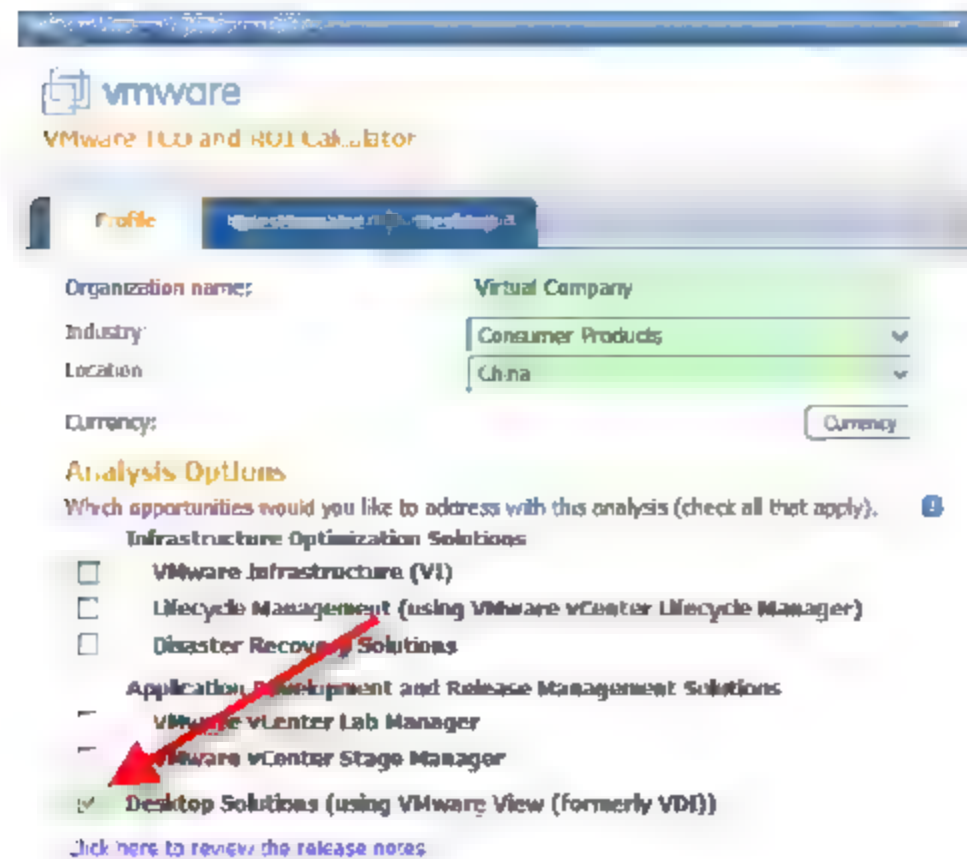 vmware
VMware TCO and ROI Calculator
Profile
Organization name:
Virtual Company
Industry
Consumer Products
Location
China
Currency:
Currency
Analysis Options
Which opportunities would you like to address with this analysis (check all that apply).
Infrastructure Optimization Solutions
VMware Infrastructure (VI)
Lifecycle Management (using VMware vCenter Lifecycle Manager)
Disaster Recovery Solutions
Application Development and Release Management Solutions
VMware vCenter Lab Manager
VMware vCenter Stage Manager
Desktop Solutions (using VMware View (formerly VDI))
Click here to review the release notes